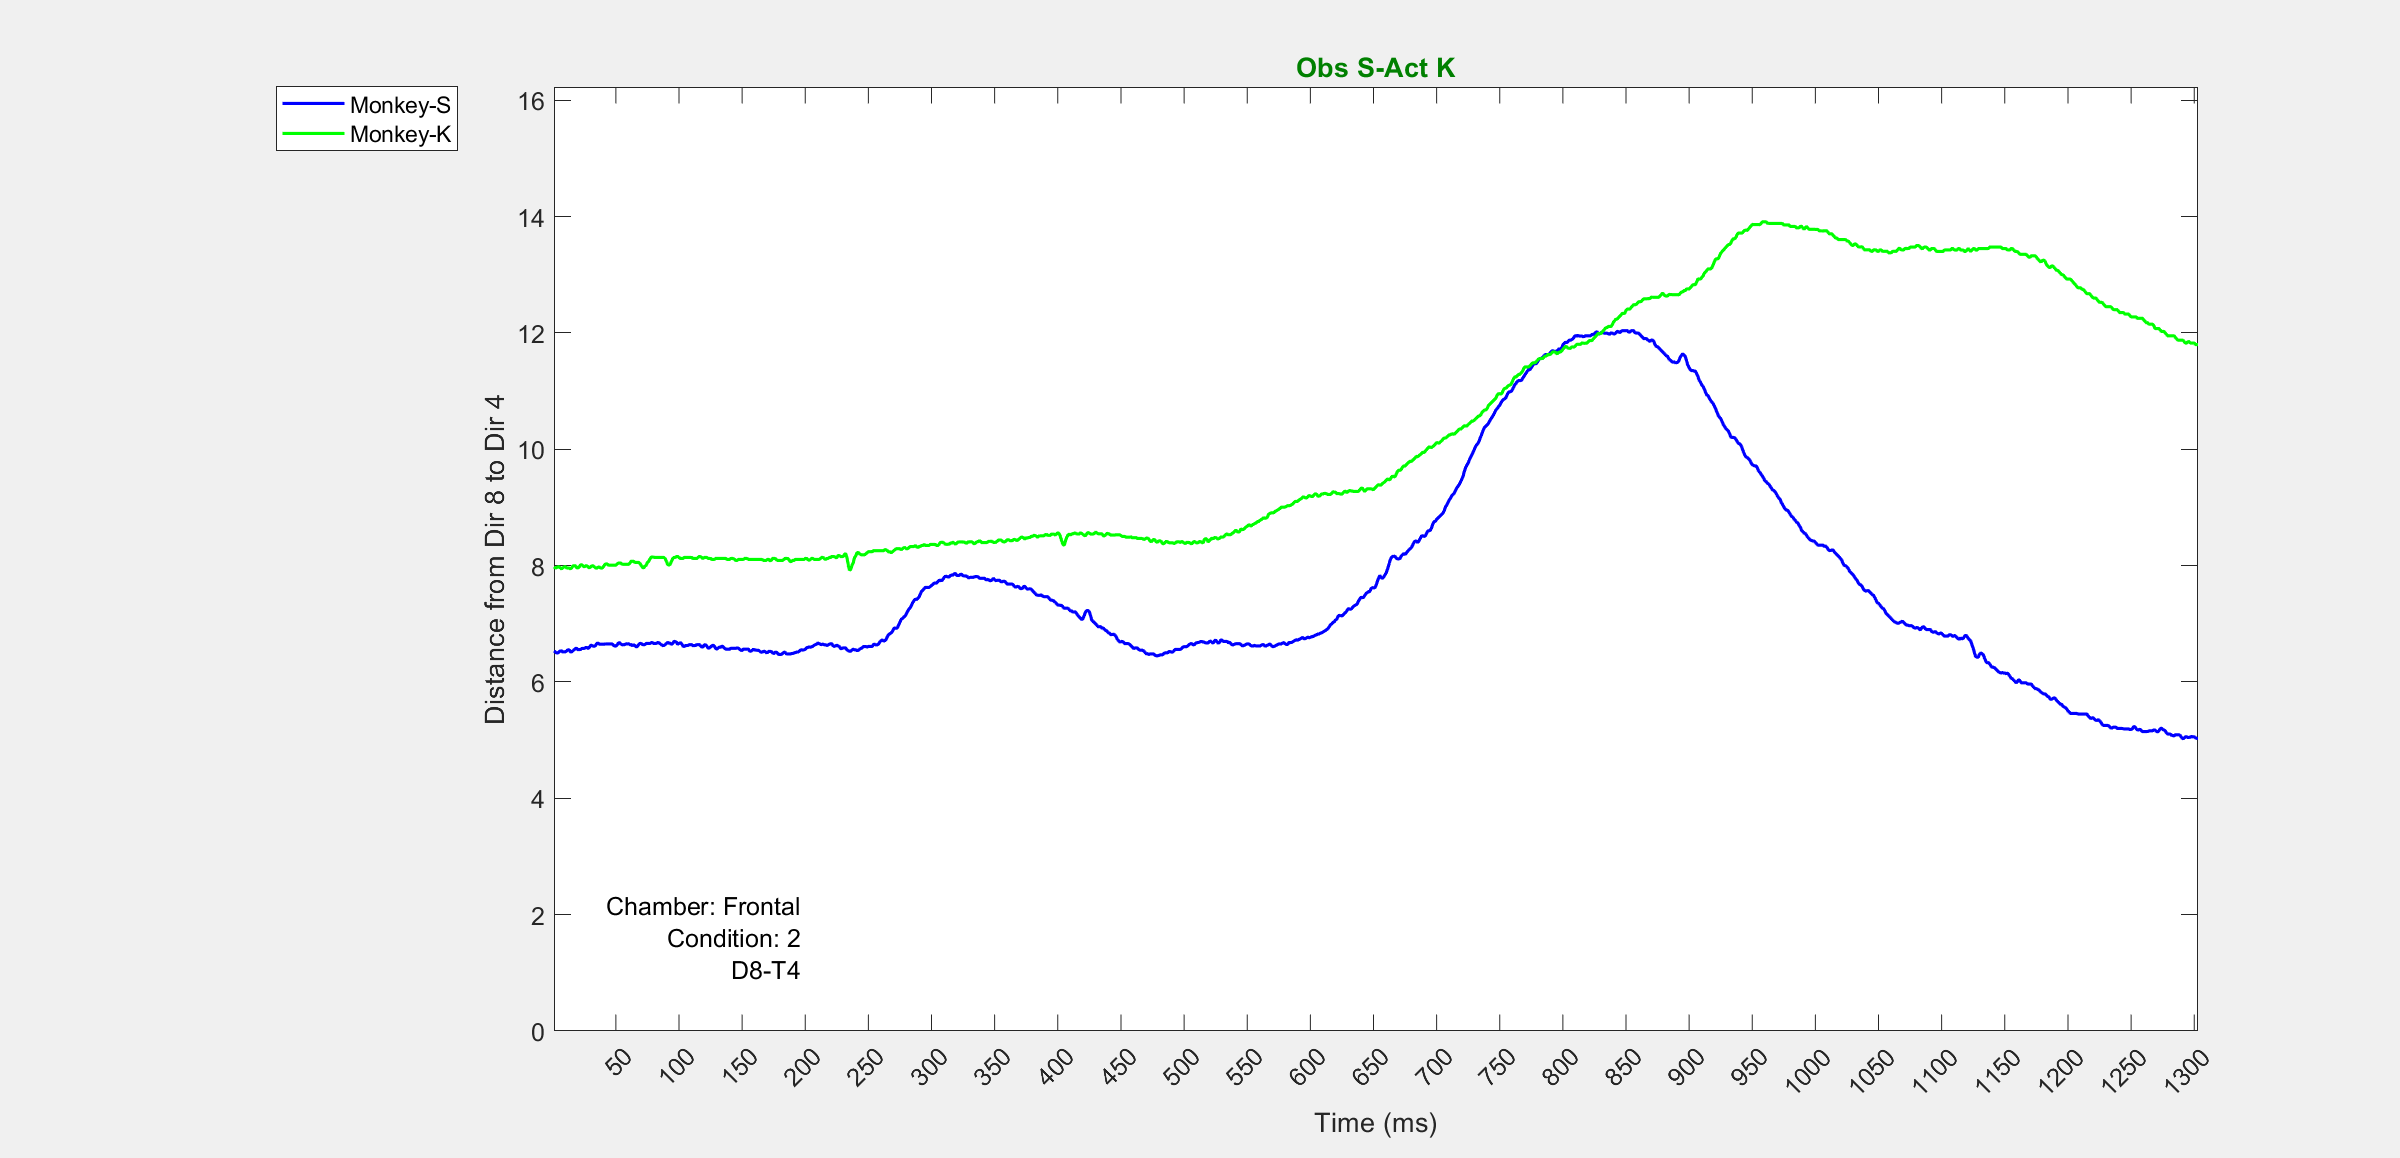 Obs S-Act K
Monkey-S
Monkey-K
16
14
12
10
8
6
4
2
0
Distance from Dir 8 to Dir 4
Chamber: Frontal
Condition: 2
D8-T4
50 100 150 200 250 300 350 400 450 500 550 600 650 700 750 800 850 900 950 1000 1050 1100 1150 1200 1250 1300
Time (ms)